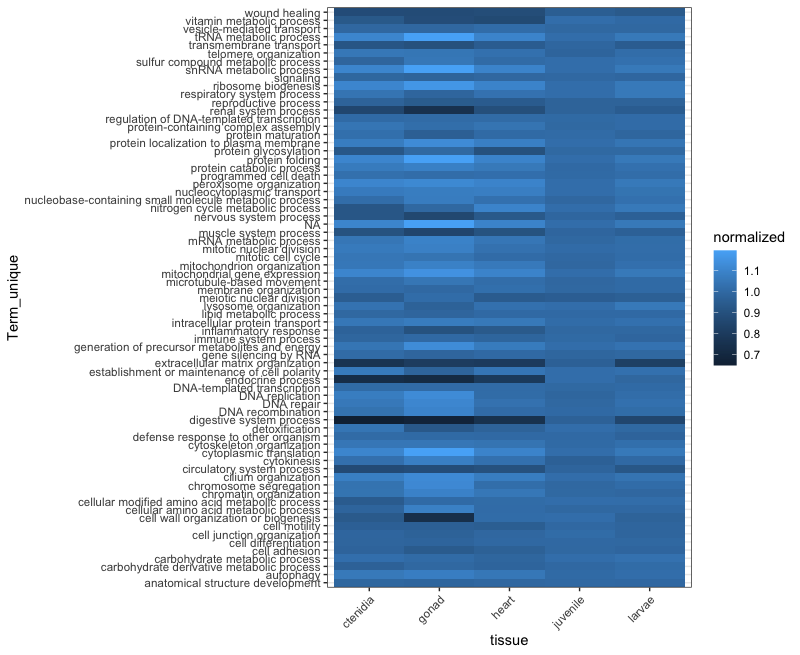 Term_unique
wound healing
vitamin metabolic process
vesicle-mediated transport
tRNA metabolic process
transmembrane transport
telomere organization
sulfur compound metabolic process
snRNA metabolic process
signaling
ribosome biogenesis
respiratory system process
reproductive process
renal system process
regulation of DNA-templated transcription
protein-containing complex assembly
protein maturation
protein localization to plasma membrane
protein glycosylation
protein folding
protein catabolic process
programmed cell death
peroxisome organization
nucleocytoplasmic transport
nucleobase-containing small molecule metabolic process
nitrogen cycle metabolic process
nervous system process
NA
muscle system process
mRNA metabolic process
mitotic nuclear division
mitotic cell cycle
mitochondrion organization
mitochondrial gene expression
microtubule-based movement
membrane organization
meiotic nuclear division
lysosome organization
lipid metabolic process
intracellular protein transport
inflammatory response
immune system process
generation of precursor metabolites and energy
gene silencing by RNA
extracellular matrix organization
establishment or maintenance of cell polarity
endocrine process
DNA-templated transcription
DNA replication
DNA repair
DNA recombination
digestive system process
detoxification
defense response to other organism
cytoskeleton organization
cytoplasmic translation
cytokinesis
circulatory system process
cilium organization
chromosome segregation
chromatin organization
cellular modified amino acid metabolic process
cellular amino acid metabolic process
cell wall organization or biogenesis
cell motility
cell junction organization
cell differentiation
cell adhesion
carbohydrate metabolic process
carbohydrate derivative metabolic process
autophagy
anatomical structure development
ctenidia
gonad
heart
juvenile
larvae
tissue
normalized
1.1
1.0
0.9
0.8
0.7